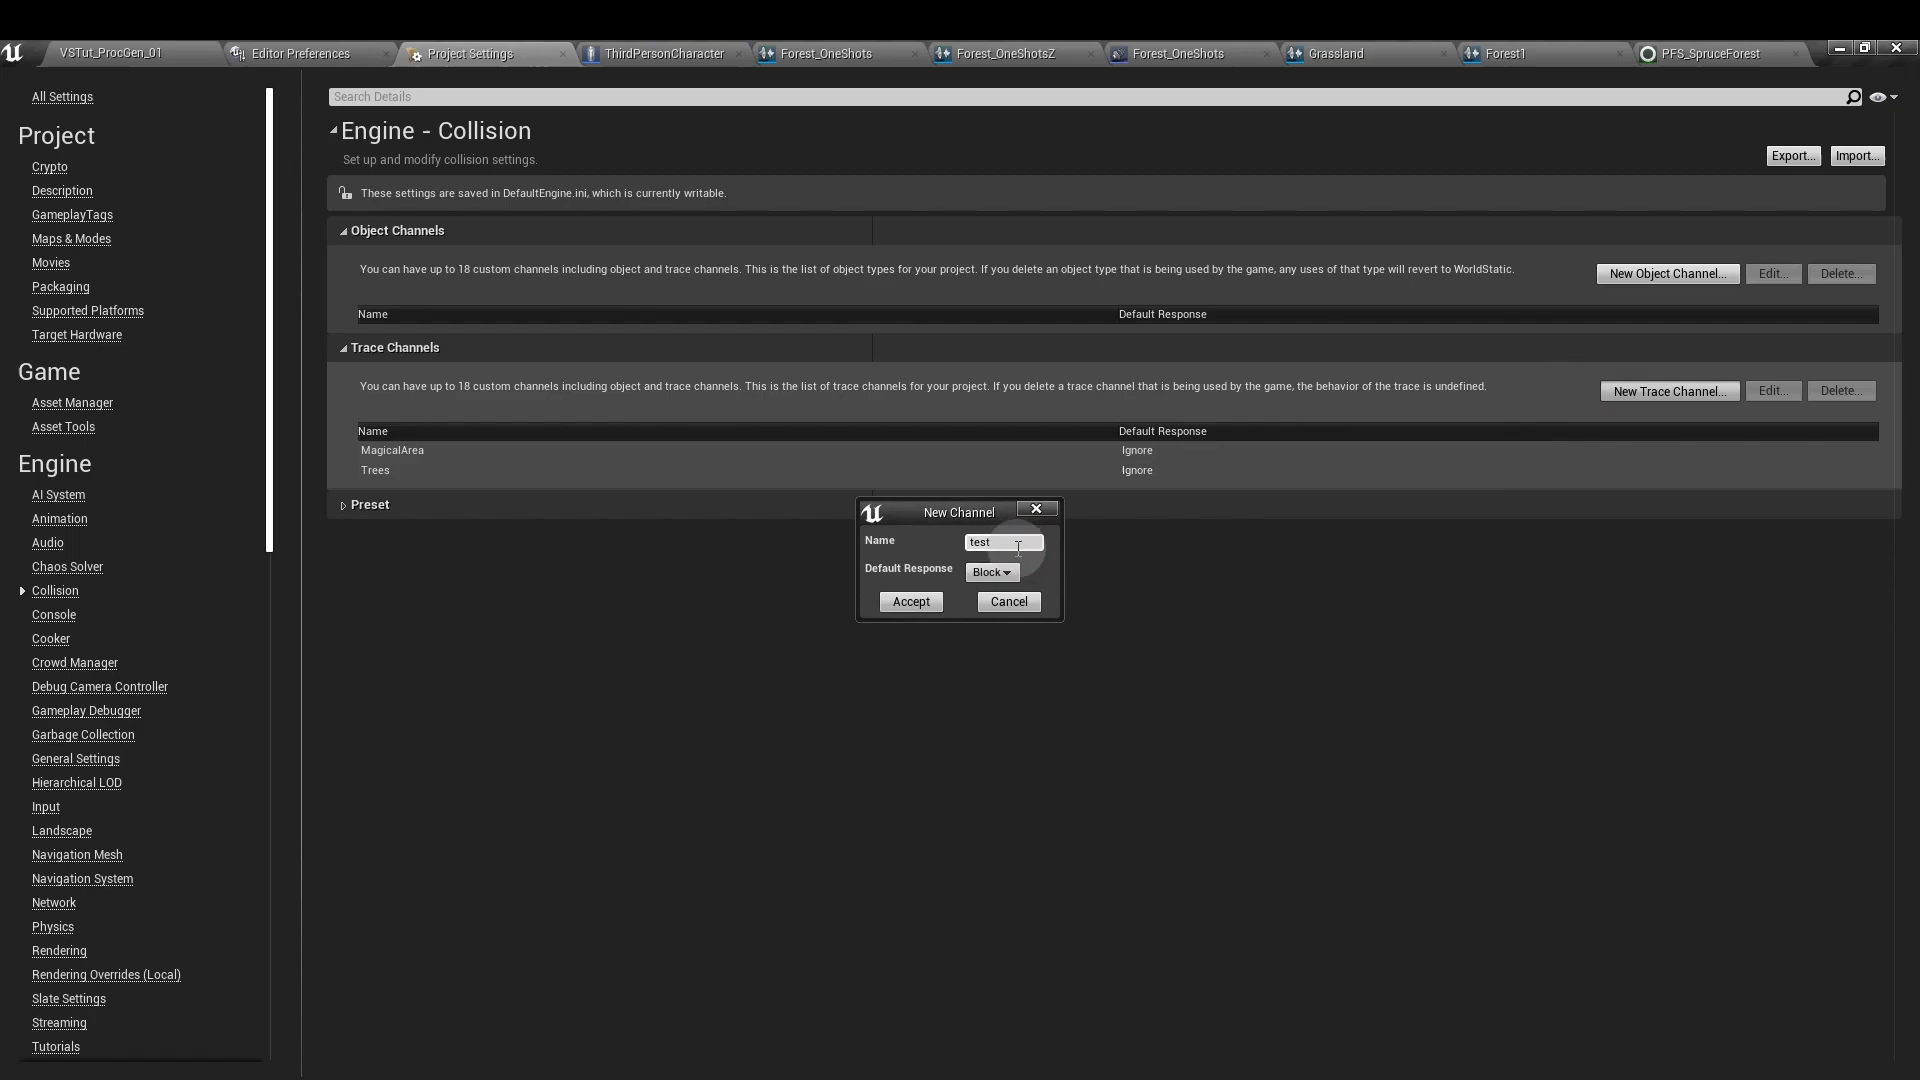 VSTut_ProcGen_01
Editor Preferences
Project Settings
ThirdPersonCharacter
Forest_OneShots
Forest_OneShotsZ
Forest_OneShots
Grassland
Forest1
PFS_SpruceForest
All Settings
Project
Crypto
Description
GameplayTags
Maps & Modes
Movies
Packaging
Supported Platforms
Target Hardware
Game
Asset Manager
Asset Tools
Engine
AI System
Animation
Audio
Chaos Solver
Collision
Console
Cooker
Crowd Manager
Debug Camera Controller
Gameplay Debugger
Garbage Collection
General Settings
Hierarchical LOD
Input
Landscape
Navigation Mesh
Navigation System
Network
Physics
Rendering
Rendering Overrides (Local)
Slate Settings
Streaming
Tutorials
Search Details
Engine - Collision
Set up and modify collision settings.
Export...
Import...
These settings are saved in DefaultEngine.ini, which is currently writable.
Object Channels
You can have up to 18 custom channels including object and trace channels. This is the list of object types for your project. If you delete an object type that is being used by the game, any uses of that type will revert to WorldStatic.
New Object Channel...
Edit...
Delete...
Name
Default Response
Trace Channels
You can have up to 18 custom channels including object and trace channels. This is the list of trace channels for your project. If you delete a trace channel that is being used by the game, the behavior of the trace is undefined.
New Trace Channel...
Edit...
Delete...
Name
Default Response
MagicalArea
Ignore
Trees
Ignore
Preset
New Channel
Name
test
Default Response
Block
Accept
Cancel